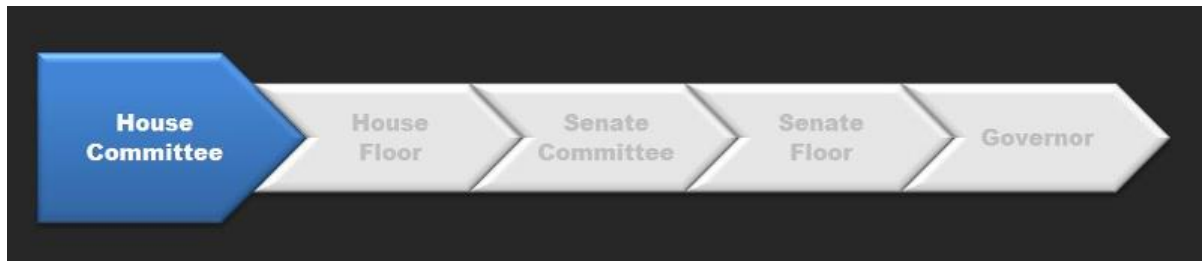 House
Committee
House
Floor
Senate
Committee
Senate
Floor
Governor